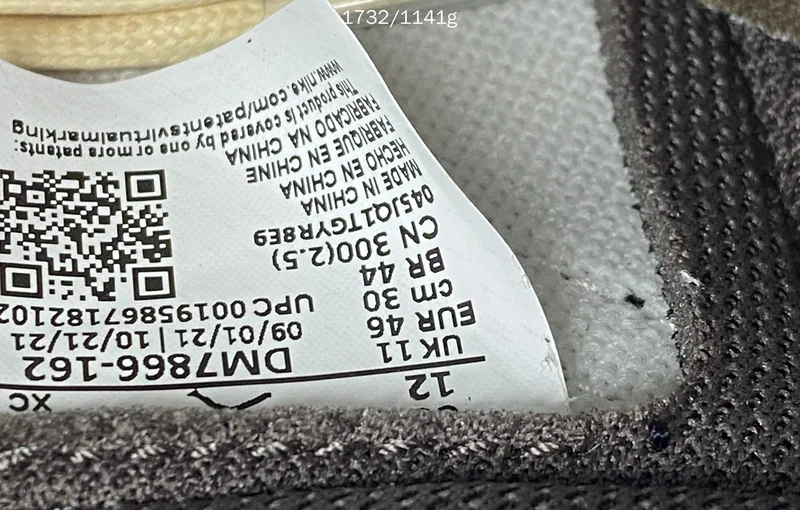 1732/1141g
XC
12
UK 11
EUR 46
cm 30
BR 44
CN 300(2.5)
DM7866-162
09/01/21 | 10/21/21
UPC 00195867182102
045JQ1TGYR8E9
MADE IN CHINA
HECHO EN CHINA
FABRIQUE EN CHINE
FABRICADO NA CHINA
This product is covered by one or more patents:
www.nike.com/patentsvirtualmarking